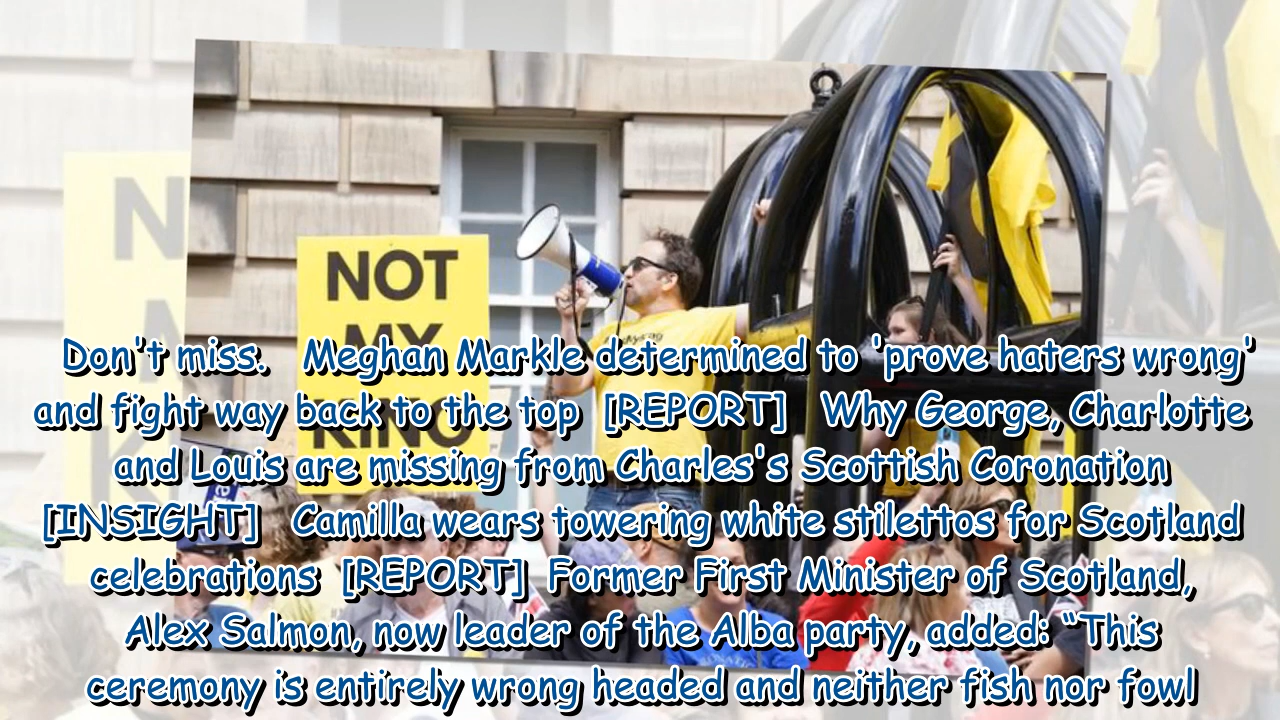 NOT
MY
KING
Don't miss. Meghan Markle determined to 'prove haters wrong'
and fight way back to the top [REPORT] Why George, Charlotte
and Louis are missing from Charles's Scottish Coronation
[INSIGHT] Camilla wears towering white stilettos for Scotland
celebrations [REPORT] Former First Minister of Scotland,
Alex Salmon, now leader of the Alba party, added: “This
ceremony is entirely wrong headed and neither fish nor fowl